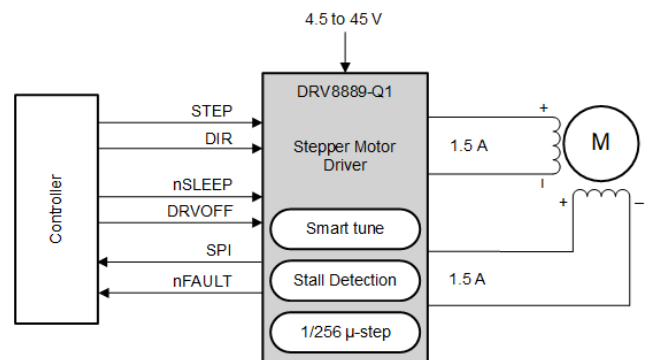 4.5 to 45 V
DRV8889-Q1
Stepper Motor
Driver
Controller
STEP
DIR
nSLEEP
DRVOFF
SPI
nFAULT
Smart tune
Stall Detection
1/256 µ-step
+
1.5 A
–
M
+
–
1.5 A